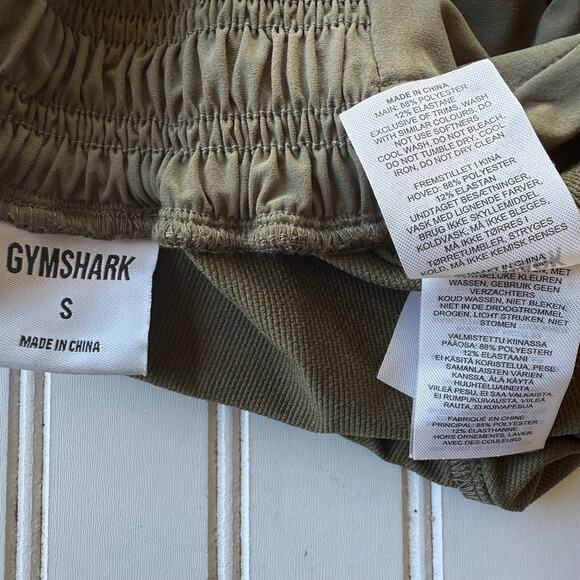 GYMSHARK
S
MADE IN CHINA
MADE IN CHINA
MAIN: 88% POLYESTER
12% ELASTANE
EXCLUSIVE OF TRIMS, WASH
WITH SIMILAR COLOURS, DO
NOT USE SOFTENERS,
COOL WASH, DO NOT BLEACH,
DO NOT TUMBLE DRY, COOL
IRON, DO NOT DRY CLEAN
FREMSTILLET I KINA
HOVED: 88% POLYESTER
12% ELASTAN
UNDTAGET BESÆTNINGER,
VASK MED LIGNENDE FARVER,
BRUG IKKE SKYLLEMIDDEL,
KOLDVASK, MÅ IKKE BLEGES,
MÅ IKKE TØRRES I
TØRRETUMBLER, STRYGES
KOLD, MÅ IKKE KEMISK RENSES
IN CHINA
KLEUREN
WASSEN, GEBRUIK GEEN
VERZACHTERS
KOUD WASSEN, NIET BLEKEN,
NIET IN DE DROOGTROMMEL
DROGEN, LICHT STRIJKEN, NIET
STOMEN
VALMISTETTU KIINASSA
PÄÄOSA: 88% POLYESTERI
12% ELASTAANI
EI KÄSITÄ KORISTELUJA, PESE
SAMANLAISTEN VÄRIEN
KANSSA, ÄLÄ KÄYTÄ
HUUHTELUAINEITA
VIILEÄ PESU, EI SAA VALKAISTA,
EI RUMPUKUIVAUSTA, VIILEÄ
RAUTA, EI KUIVAPESUA
FABRIQUÉ EN CHINE
PRINCIPAL: 88% POLYESTER
12% ÉLASTHANNE
HORS ORNEMENTS, LAVER
AVEC DES COULEURS